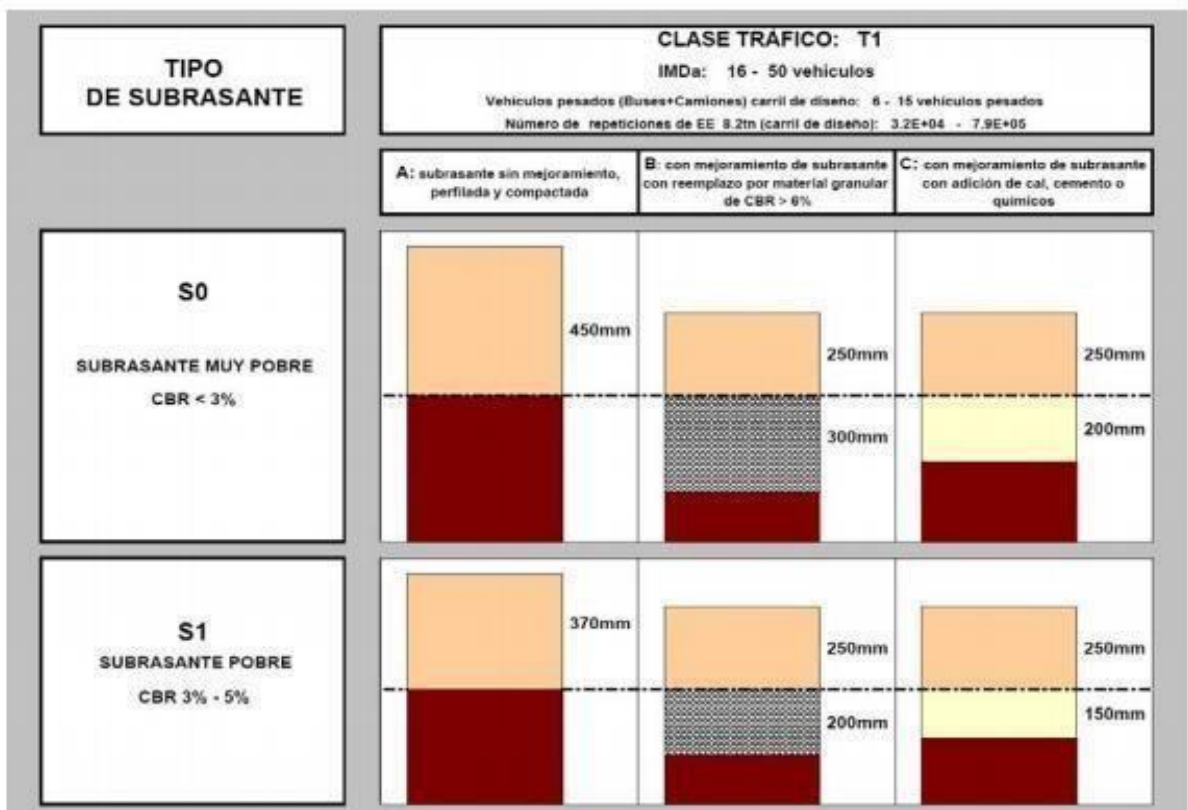 TIPO
DE SUBRASANTE
CLASE TRÁFICO: T1
IMDa: 16 - 50 vehiculos
Vehiculos pesados (Buses+Camiones) carril de diseño: 6 - 15 vehiculos pesados
Número de repeticiones de EE 8.2tn (carril de diseño): 3.2E+04 - 7.9E+05
A: subrasante sin mejoramiento,
perfilada y compactada
B: con mejoramiento de subrasante
con reemplazo por material granular
de CBR > 6%
C: con mejoramiento de subrasante
con adición de cal, cemento o
quimicos
S0
SUBRASANTE MUY POBRE
CBR < 3%
450mm
250mm
300mm
250mm
200mm
S1
SUBRASANTE POBRE
CBR 3% - 5%
370mm
250mm
200mm
250mm
150mm